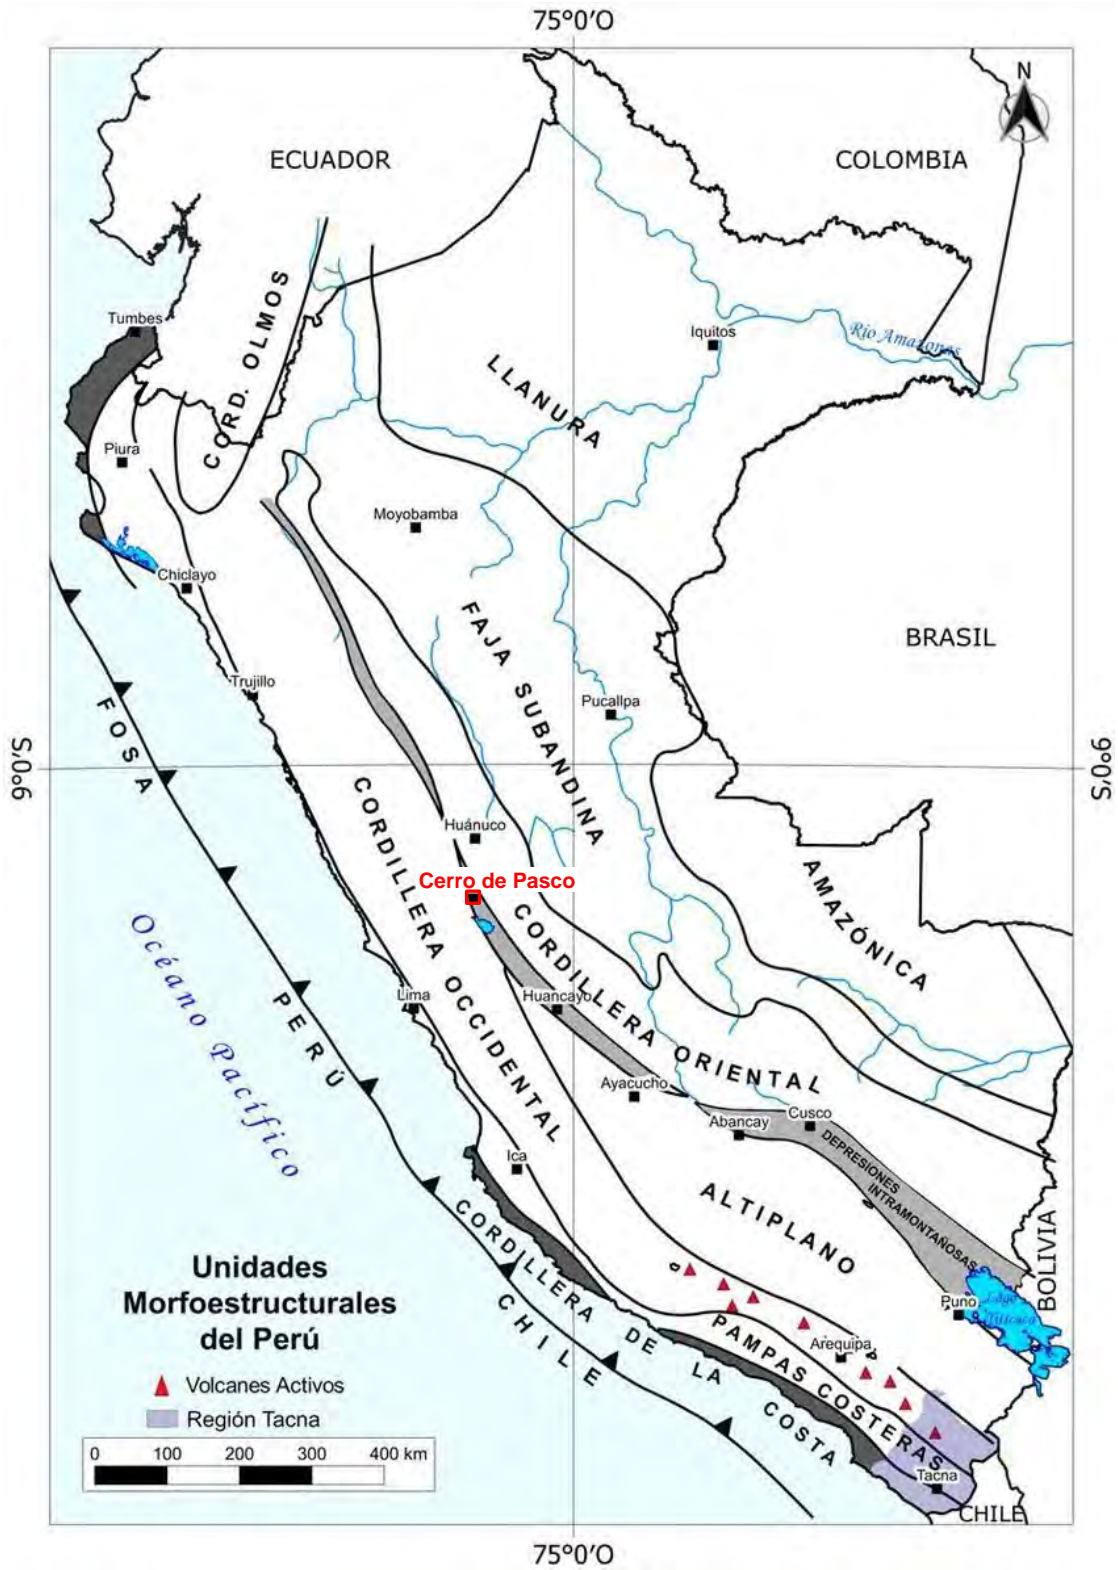 75°0'O
N
ECUADOR
COLOMBIA
CORD. OLMOS
Tumbes
Iquitos
Río Amazonas
LLANURA
Piura
Moyobamba
Chiclayo
FAJA SUBANDINA
BRASIL
Trujillo
Pucallpa
FOSA
9°0'S
9°0'S
CORDILLERA OCCIDENTAL
Huánuco
Cerro de Pasco
AMAZÓNICA
CORDILLERA ORIENTAL
Océano Pacífico
PERÚ
Lima
Huancayo
Ayacucho
Abancay
Cusco
DEPRESIONES
INTRAMONTAÑOSAS
Ica
ALTIPLANO
BOLIVIA
CORDILLERA DE LA COSTA
CHILE
Puno
Lago
Titicaca
PAMPAS COSTERAS
Arequipa
Tacna
CHILE
Unidades
Morfoestructurales
del Perú
Volcanes Activos
Región Tacna
0 100 200 300 400 km
75°0'O